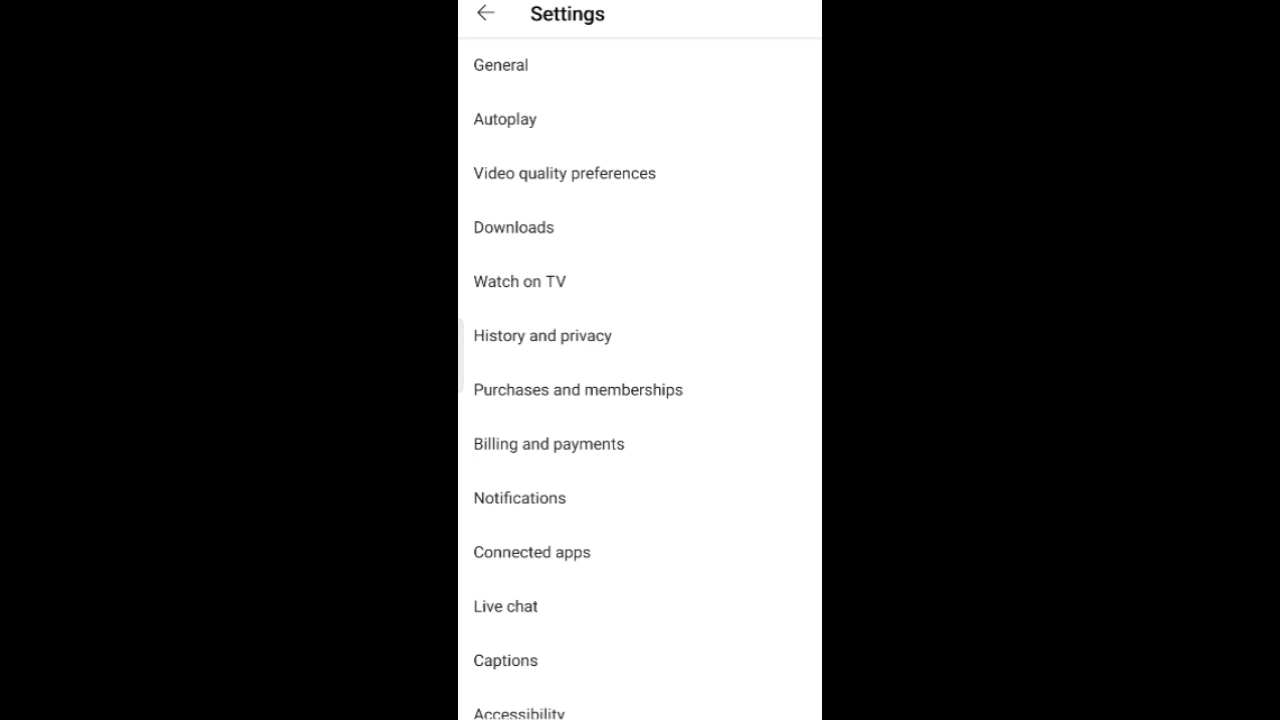 Settings
General
Autoplay
Video quality preferences
Downloads
Watch on TV
History and privacy
Purchases and memberships
Billing and payments
Notifications
Connected apps
Live chat
Captions
Accessibility